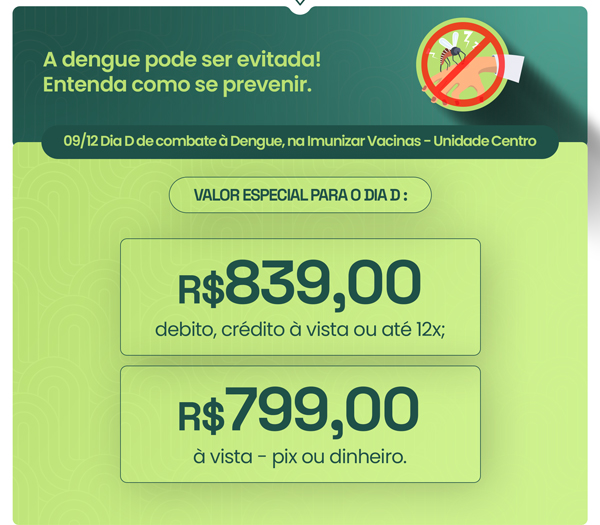 A dengue pode ser evitada!
Entenda como se prevenir.
09/12 Dia D de combate à Dengue, na Imunizar Vacinas - Unidade Centro
VALOR ESPECIAL PARA O DIA D :
R$839,00
debito, crédito à vista ou até 12x;
R$799,00
à vista - pix ou dinheiro.